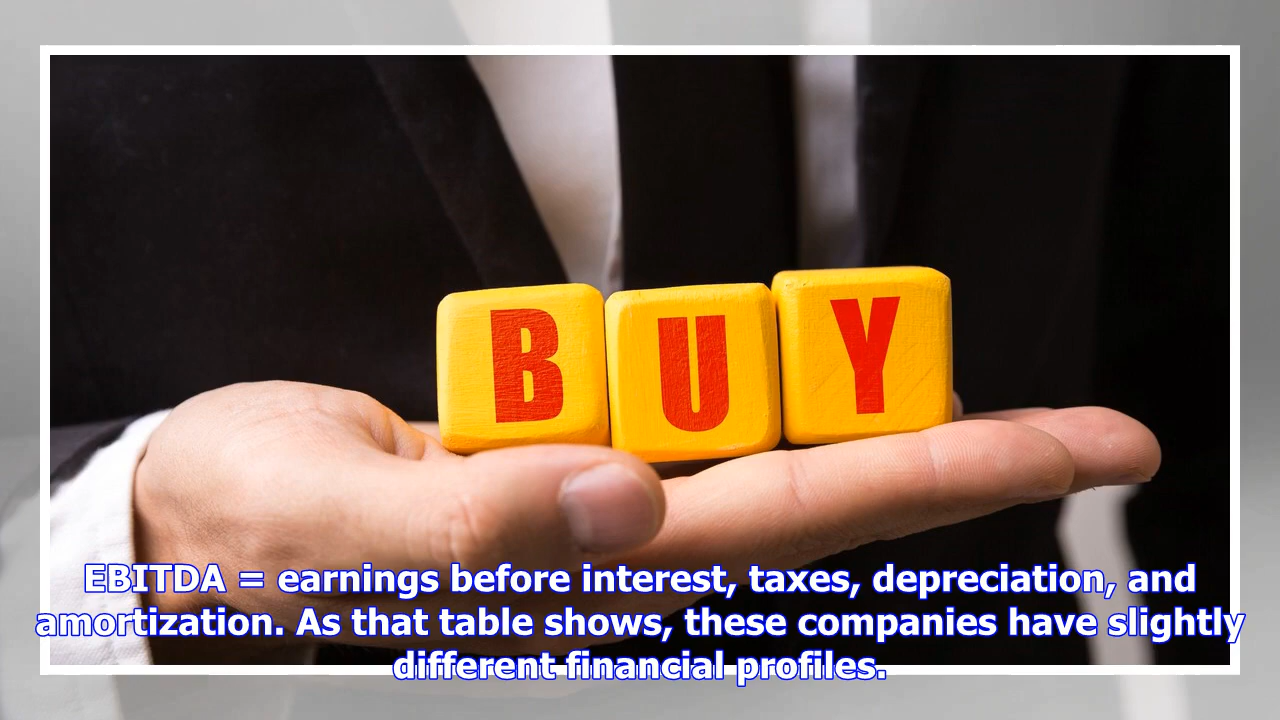 BUY
EBITDA = earnings before interest, taxes, depreciation, and
amortization. As that table shows, these companies have slightly
different financial profiles.